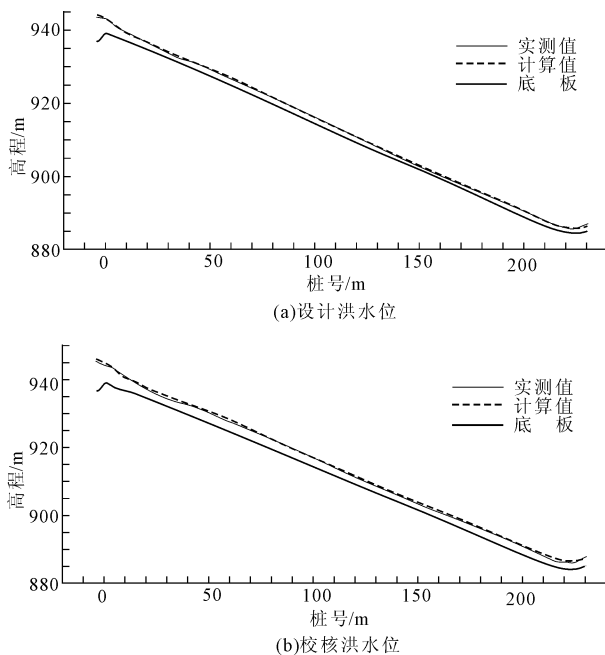 940
920
900
880
高程/m
实测值
计算值
底 板
0 50 100 150 200
桩号/m
(a)设计洪水位
940
920
900
880
高程/m
实测值
计算值
底 板
0 50 100 150 200
桩号/m
(b)校核洪水位